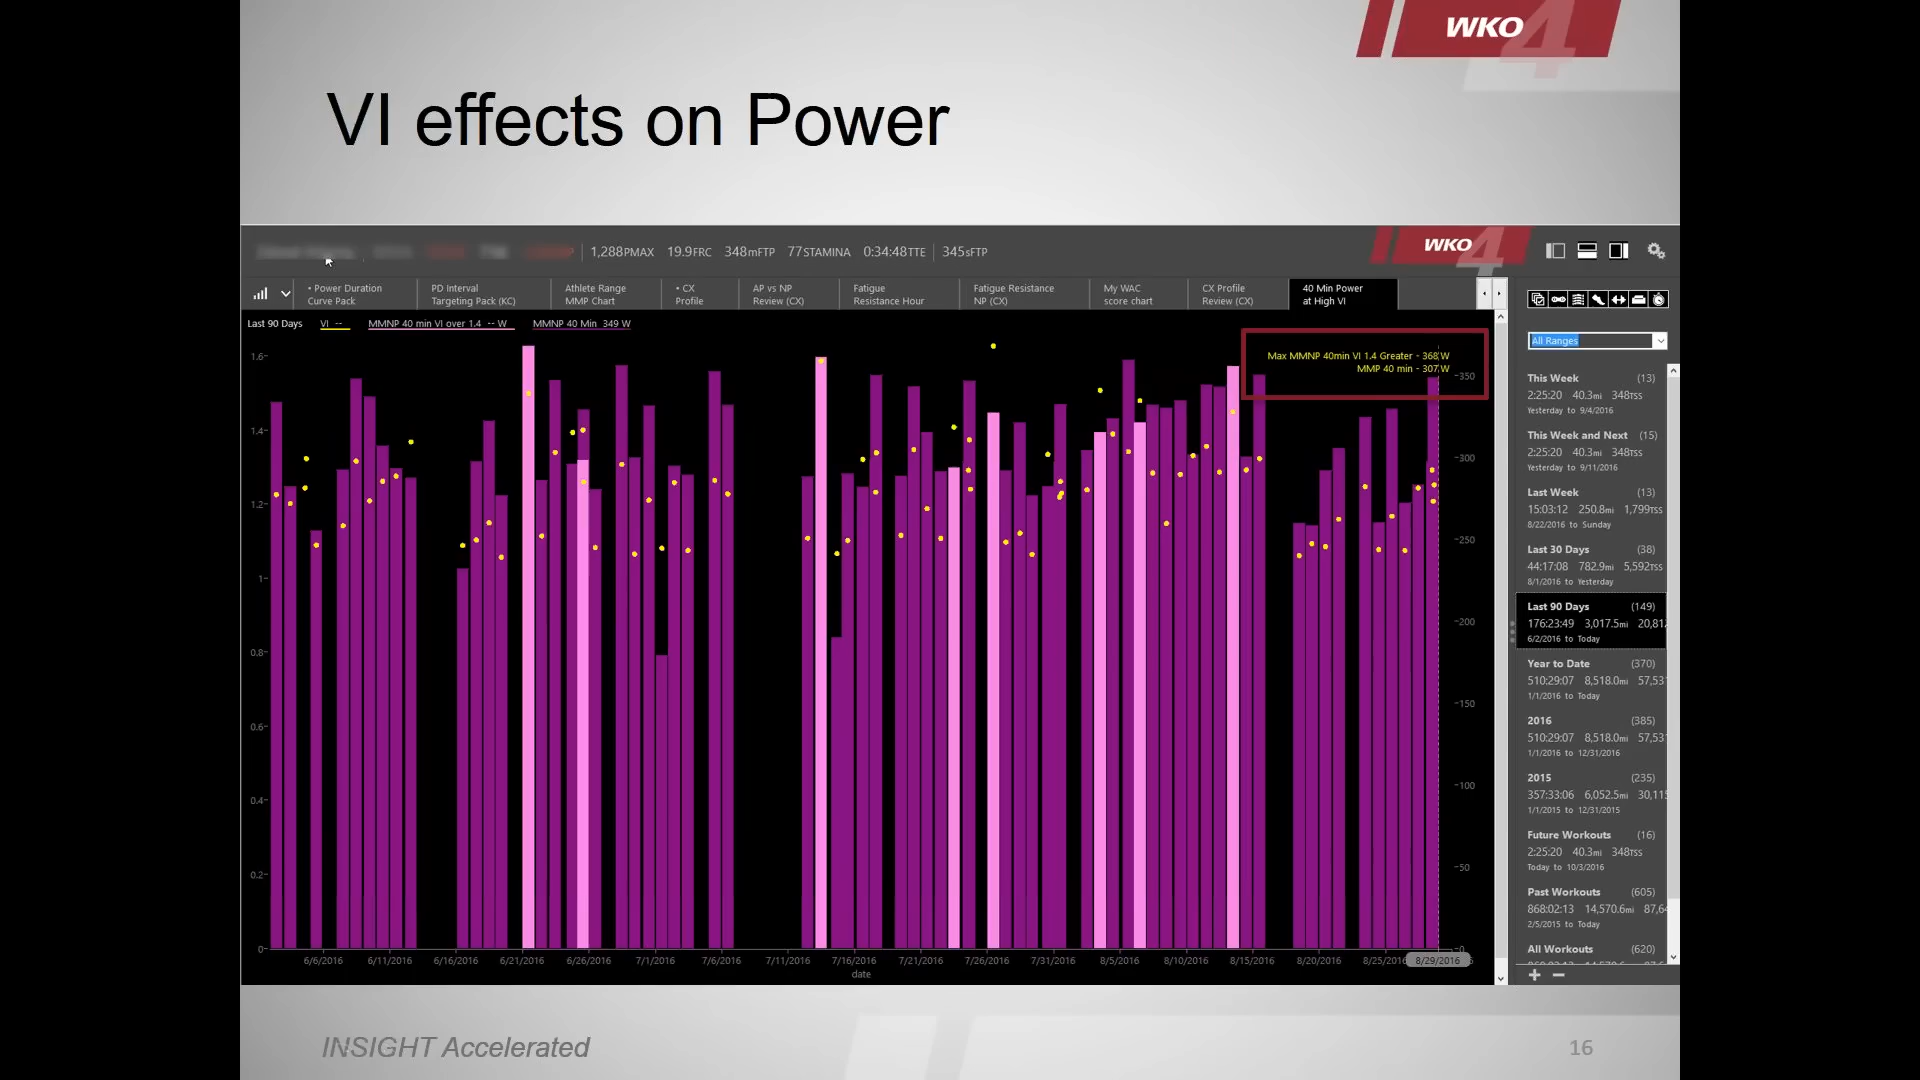 WKO 4
VI effects on Power
1,288PMAX 19.9FRC 348mFTP 77STAMINA 0:34:48TTE 345sFTP
WKO 4
• Power Duration
Curve Pack
PD Interval
Targeting Pack (KC)
Athlete Range
MMP Chart
• CX
Profile
AP vs NP
Review (CX)
Fatigue
Resistance Hour
Fatigue Resistance
NP (CX)
My WAC
score chart
CX Profile
Review (CX)
40 Min Power
at High VI
Last 90 Days VI -- MMNP 40 min VI over 1.4 -- W MMNP 40 Min 349 W
Max MMNP 40min VI 1.4 Greater - 368 W
MMP 40 min - 307 W
1.6
1.4
1.2
1
0.8
0.6
0.4
0.2
0
350
300
250
200
150
100
50
0
6/6/2016 6/11/2016 6/16/2016 6/21/2016 6/26/2016 7/1/2016 7/6/2016 7/11/2016 7/16/2016 7/21/2016 7/26/2016 7/31/2016 8/5/2016 8/10/2016 8/15/2016 8/20/2016 8/25/2016 8/29/2016
date
All Ranges
This Week (13)
2:25:20 40.3mi 348TSS
Yesterday to 9/4/2016
This Week and Next (15)
2:25:20 40.3mi 348TSS
Yesterday to 9/11/2016
Last Week (13)
15:03:12 250.8mi 1,799TSS
8/22/2016 to Sunday
Last 30 Days (38)
44:17:08 782.9mi 5,592TSS
8/1/2016 to Yesterday
Last 90 Days (149)
176:23:49 3,017.5mi 20,81
6/2/2016 to Today
Year to Date (370)
510:29:07 8,518.0mi 57,53
1/1/2016 to Today
2016 (385)
510:29:07 8,518.0mi 57,53
1/1/2016 to 12/31/2016
2015 (235)
357:33:06 6,052.5mi 30,11
1/1/2015 to 12/31/2015
Future Workouts (16)
2:25:20 40.3mi 348TSS
Today to 10/3/2016
Past Workouts (605)
868:02:13 14,570.6mi 87,6
2/5/2015 to Today
All Workouts (620)
INSIGHT Accelerated
16